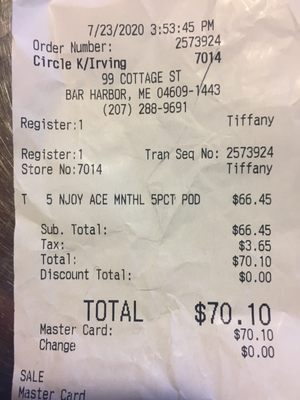 7/23/2020 3:53:45 PM
Order Number: 2573924
Circle K/Irving 7014
99 COTTAGE ST
BAR HARBOR, ME 04609-1443
(207) 288-9691
Register:1 Tiffany
Register:1 Tran Seq No: 2573924
Store No:7014 Tiffany
T 5 NJOY ACE MNTHL 5PCT POD $66.45
Sub. Total: $66.45
Tax: $3.65
Total: $70.10
Discount Total: $0.00
TOTAL $70.10
Master Card: $70.10
Change $0.00
SALE
Master Card